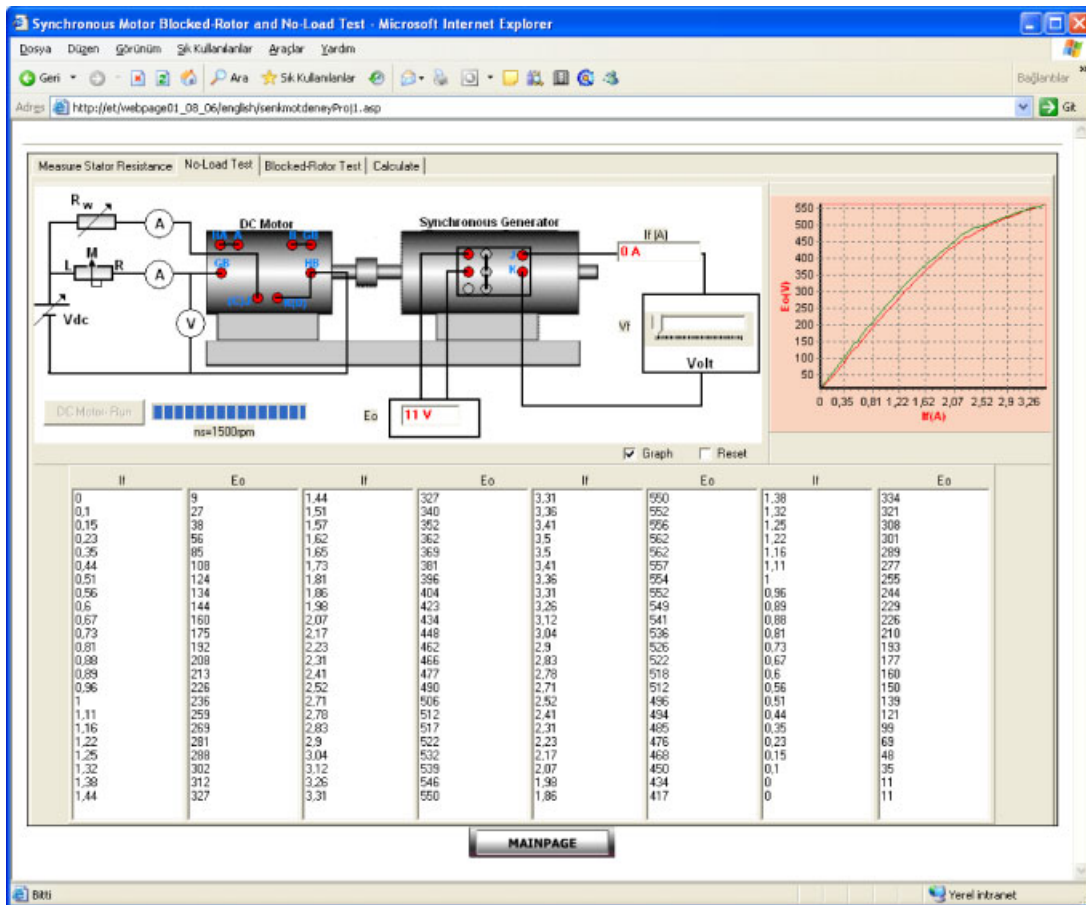 Synchronous Motor Blocked-Rotor and No-Load Test - Microsoft Internet Explorer
Dosya Düzen Görünüm Sık Kullanılanlar Araçlar Yardım
Geri Ara Sık Kullanılanlar Bağlantılar
Adres http://et/webpage01_08_06/english/senkmotdeneyProj1.asp Git
Measure Stator Resistance No-Load Test Blocked-Rotor Test Calculate
Rw
A
DC Motor
Synchronous Generator
If(A)
0 A
BA A B GB
J
K
L M R
A
GB HB
Vdc
V
Vf
Volt
DC Motor- Run
ns=1500rpm
Eo 11 V
Graph Reset
Eo(V)
550
500
450
400
350
300
250
200
150
100
50
0 0,35 0,81 1,22 1,62 2,07 2,52 2,9 3,26
If(A)
If Eo If Eo If Eo If Eo
0 9 1,44 327 3,31 550 1,38 334
0,1 27 1,51 340 3,36 552 1,32 321
0,15 38 1,57 352 3,41 556 1,25 308
0,23 56 1,62 362 3,5 562 1,22 301
0,35 85 1,65 369 3,5 562 1,16 289
0,44 108 1,73 381 3,41 557 1,11 277
0,51 124 1,81 396 3,36 554 1 255
0,56 134 1,86 404 3,31 552 0,96 244
0,6 144 1,98 423 3,26 549 0,89 229
0,67 160 2,07 434 3,12 541 0,88 226
0,73 175 2,17 448 3,04 536 0,81 210
0,81 192 2,23 462 2,9 526 0,73 193
0,88 208 2,31 466 2,83 522 0,67 177
0,89 213 2,41 477 2,78 518 0,6 160
0,96 226 2,52 490 2,71 512 0,56 150
1 236 2,71 506 2,52 496 0,51 139
1,11 259 2,78 512 2,41 494 0,44 121
1,16 269 2,83 517 2,31 485 0,35 99
1,22 281 2,9 522 2,23 476 0,23 69
1,25 288 3,04 532 2,17 468 0,15 48
1,32 302 3,12 539 2,07 450 0,1 35
1,38 312 3,26 546 1,98 434 0 11
1,44 327 3,31 550 1,86 417 0 11
MAINPAGE
Bitti Yerel intranet